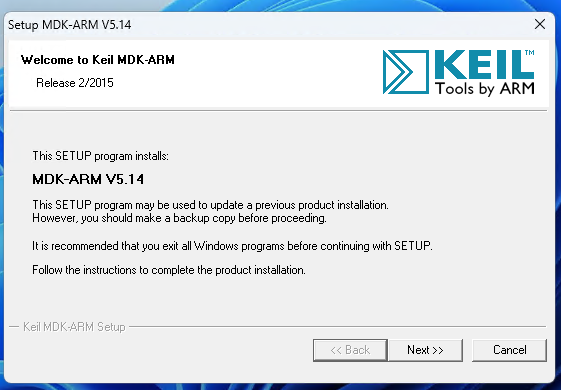 Setup MDK-ARM V5.14
Welcome to Keil MDK-ARM
Release 2/2015
KEIL™
Tools by ARM
This SETUP program installs:
MDK-ARM V5.14
This SETUP program may be used to update a previous product installation.
However, you should make a backup copy before proceeding.
It is recommended that you exit all Windows programs before continuing with SETUP.
Follow the instructions to complete the product installation.
Keil MDK-ARM Setup
<< Back
Next >>
Cancel